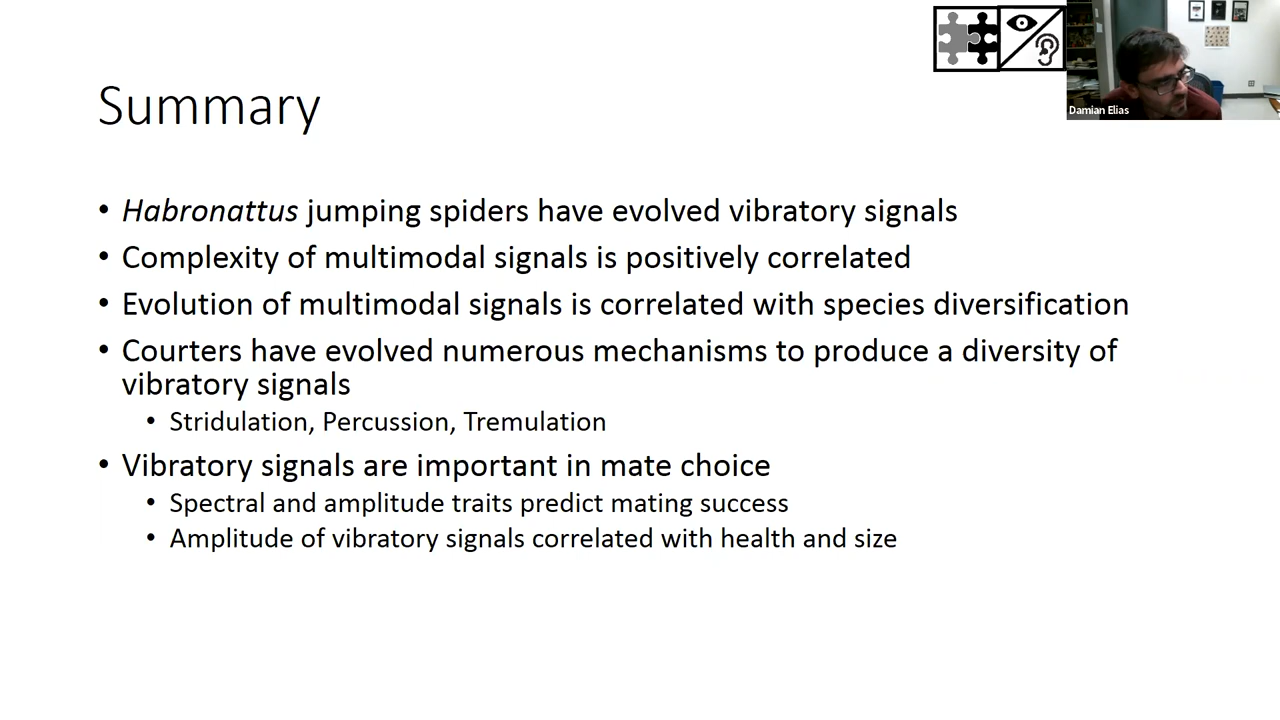 Damian Elias
Summary
• Habronattus jumping spiders have evolved vibratory signals
• Complexity of multimodal signals is positively correlated
• Evolution of multimodal signals is correlated with species diversification
• Courters have evolved numerous mechanisms to produce a diversity of
vibratory signals
• Stridulation, Percussion, Tremulation
• Vibratory signals are important in mate choice
• Spectral and amplitude traits predict mating success
• Amplitude of vibratory signals correlated with health and size